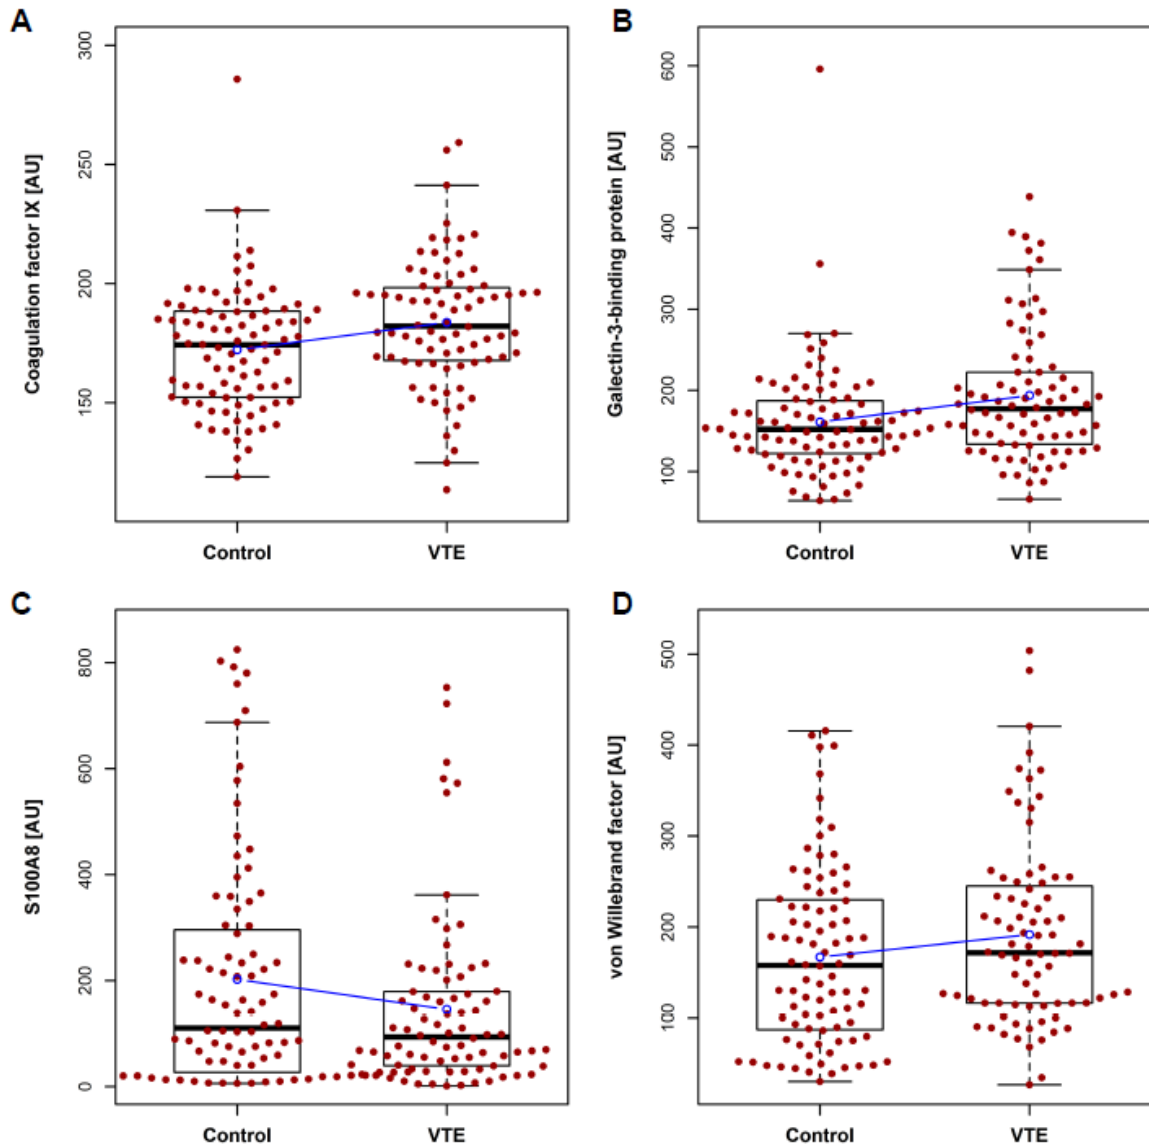 A
Coagulation factor IX [AU]
300
250
200
150
Control
VTE
B
Galectin-3-binding protein [AU]
600
500
400
300
200
100
Control
VTE
C
S100A8 [AU]
800
600
400
200
0
Control
VTE
D
von Willebrand factor [AU]
500
400
300
200
100
Control
VTE